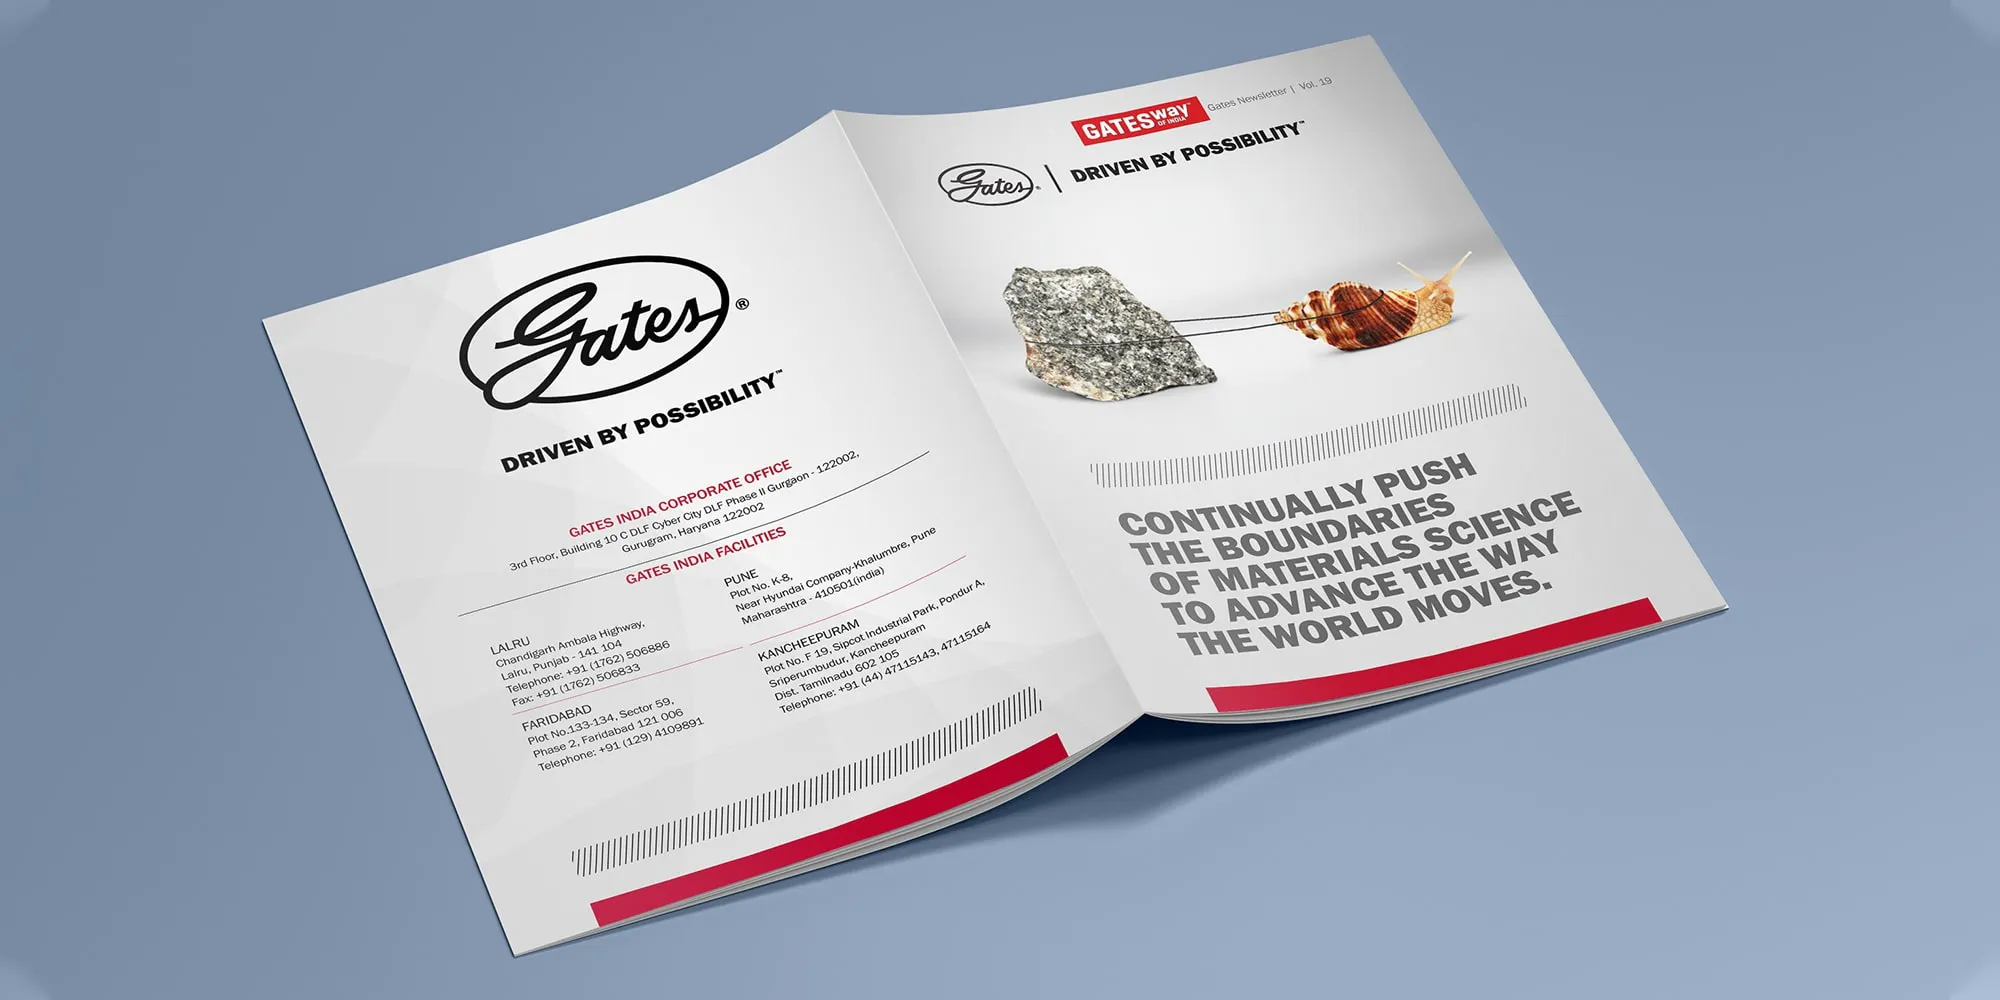 Gates®
DRIVEN BY POSSIBILITY™
GATES INDIA CORPORATE OFFICE
3rd Floor, Building 10 C DLF Cyber City DLF Phase II Gurgaon - 122002,
Gurugram, Haryana 122002
GATES INDIA FACILITIES
LALRU
Chandigarh Ambala Highway,
Lalru, Punjab - 141 104
Telephone: +91 (1762) 506886
Fax: +91 (1762) 506833
FARIDABAD
Plot No.133-134, Sector 59,
Phase 2, Faridabad 121 006
Telephone: +91 (129) 4109891
PUNE
Plot No. K-8,
Near Hyundai Company-Khalumbre, Pune
Maharashtra - 410501(india)
KANCHEEPURAM
Plot No. F 19, Sipcot Industrial Park, Pondur A,
Sriperumbudur, Kancheepuram
Dist. Tamilnadu 602 105
Telephone: +91 (44) 47115143, 47115164
GATESway™ OF INDIA
Gates Newsletter | Vol. 19
Gates® | DRIVEN BY POSSIBILITY™
CONTINUALLY PUSH
THE BOUNDARIES
OF MATERIALS SCIENCE
TO ADVANCE THE WAY
THE WORLD MOVES.